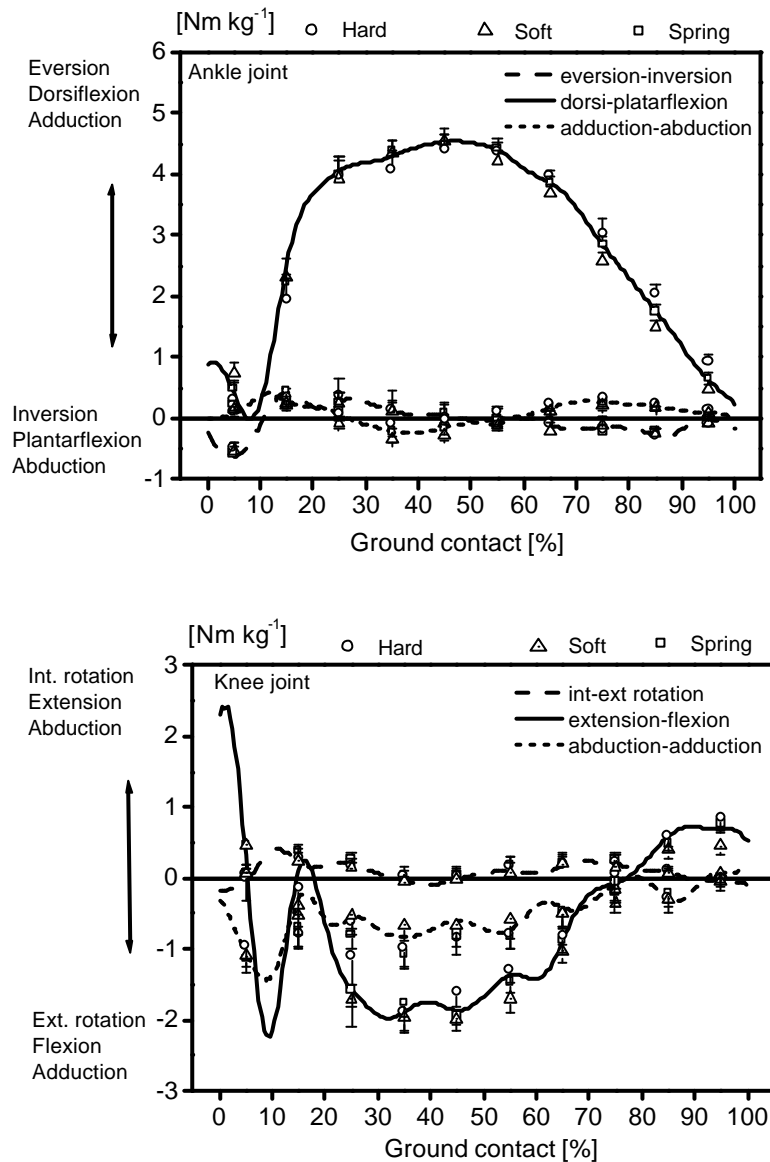 [Nm kg-1]
Hard Soft Spring
Eversion
Dorsiflexion
Adduction
Inversion
Plantarflexion
Abduction
Ankle joint
eversion-inversion
dorsi-platarflexion
adduction-abduction
6
5
4
3
2
1
0
-1
0 10 20 30 40 50 60 70 80 90 100
Ground contact [%]
[Nm kg-1]
Hard Soft Spring
Int. rotation
Extension
Abduction
Ext. rotation
Flexion
Adduction
Knee joint
int-ext rotation
extension-flexion
abduction-adduction
3
2
1
0
-1
-2
-3
0 10 20 30 40 50 60 70 80 90 100
Ground contact [%]